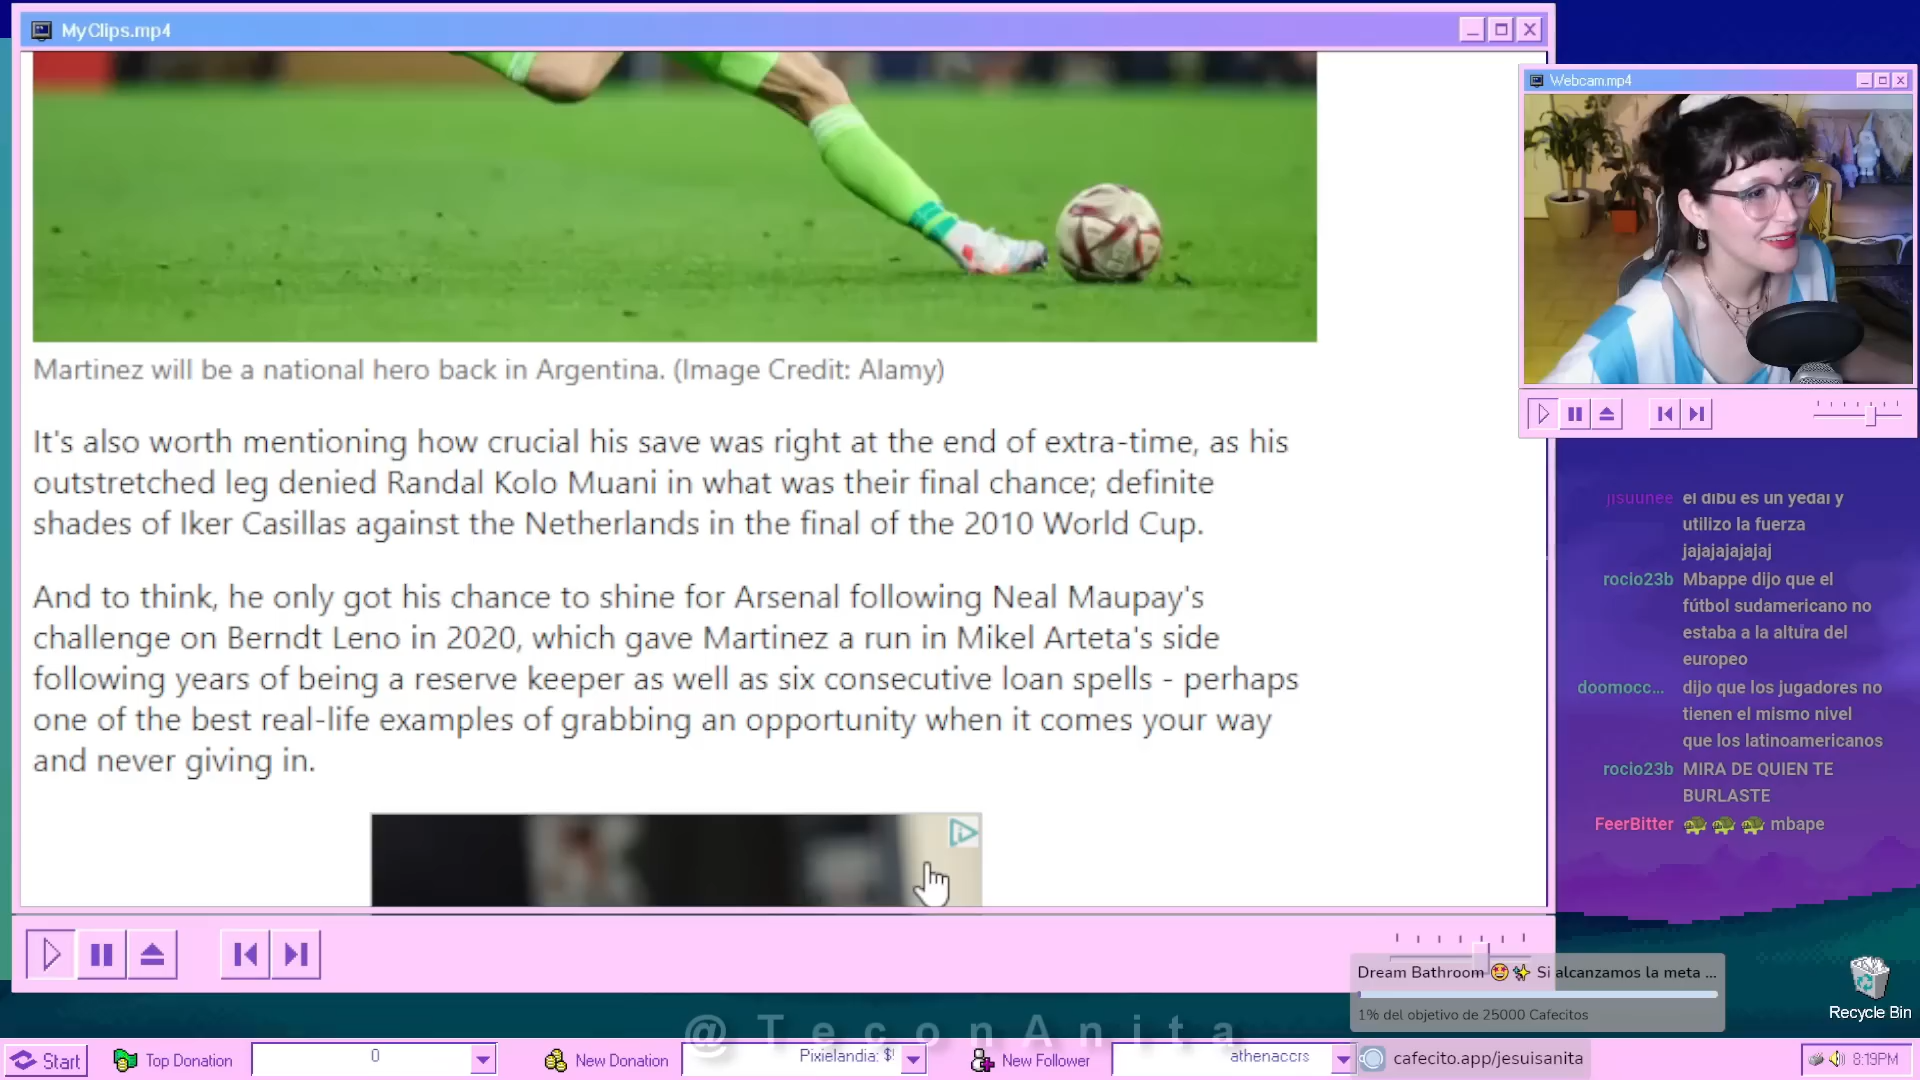 MyClips.mp4
Webcam.mp4
Martinez will be a national hero back in Argentina. (Image Credit: Alamy)
It's also worth mentioning how crucial his save was right at the end of extra-time, as his
outstretched leg denied Randal Kolo Muani in what was their final chance; definite
shades of Iker Casillas against the Netherlands in the final of the 2010 World Cup.
And to think, he only got his chance to shine for Arsenal following Neal Maupay's
challenge on Berndt Leno in 2020, which gave Martinez a run in Mikel Arteta's side
following years of being a reserve keeper as well as six consecutive loan spells - perhaps
one of the best real-life examples of grabbing an opportunity when it comes your way
and never giving in.
jisuunee el dibu es un yedai y
utilizo la fuerza
jajajajajajaj
rocio23b Mbappe dijo que el
fútbol sudamericano no
estaba a la altura del
europeo
doomocc... dijo que los jugadores no
tienen el mismo nivel
que los latinoamericanos
rocio23b MIRA DE QUIEN TE
BURLASTE
FeerBitter mbape
Dream Bathroom Si alcanzamos la meta ...
1% del objetivo de 25000 Cafecitos
Recycle Bin
@TeconAnita
Start
Top Donation
0
New Donation
Pixielandia: $
New Follower
athenaccrs
cafecito.app/jesuisanita
8:19PM